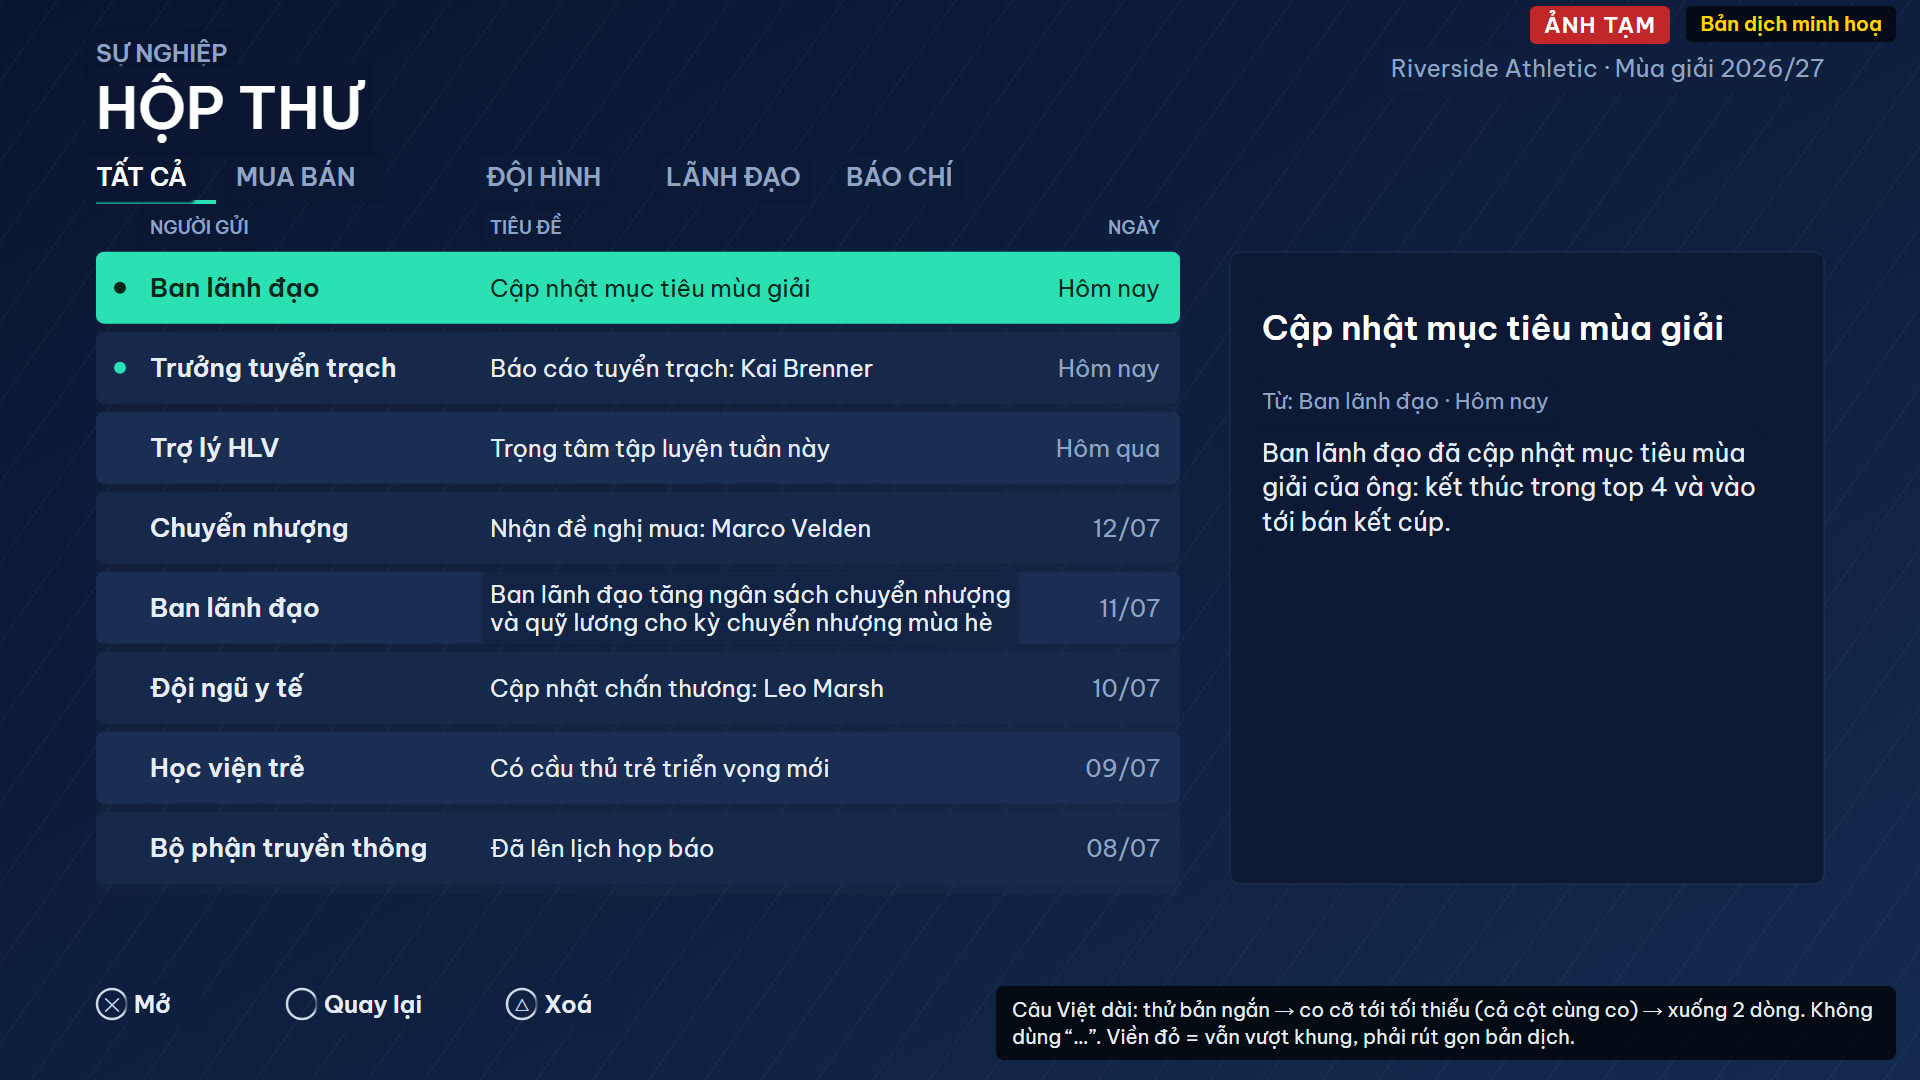 ẢNH TẠM
Bản dịch minh hoạ
SỰ NGHIỆP
Riverside Athletic · Mùa giải 2026/27
HỘP THƯ
TẤT CẢ MUA BÁN ĐỘI HÌNH LÃNH ĐẠO BÁO CHÍ
NGƯỜI GỬI TIÊU ĐỀ NGÀY
Ban lãnh đạo Cập nhật mục tiêu mùa giải Hôm nay
Trưởng tuyển trạch Báo cáo tuyển trạch: Kai Brenner Hôm nay
Trợ lý HLV Trọng tâm tập luyện tuần này Hôm qua
Chuyển nhượng Nhận đề nghị mua: Marco Velden 12/07
Ban lãnh đạo Ban lãnh đạo tăng ngân sách chuyển nhượng
và quỹ lương cho kỳ chuyển nhượng mùa hè 11/07
Đội ngũ y tế Cập nhật chấn thương: Leo Marsh 10/07
Học viện trẻ Có cầu thủ trẻ triển vọng mới 09/07
Bộ phận truyền thông Đã lên lịch họp báo 08/07
Cập nhật mục tiêu mùa giải
Từ: Ban lãnh đạo · Hôm nay
Ban lãnh đạo đã cập nhật mục tiêu mùa
giải của ông: kết thúc trong top 4 và vào
tới bán kết cúp.
Mở Quay lại Xoá
Câu Việt dài: thử bản ngắn → co cỡ tới tối thiểu (cả cột cùng co) → xuống 2 dòng. Không
dùng “…”. Viền đỏ = vẫn vượt khung, phải rút gọn bản dịch.